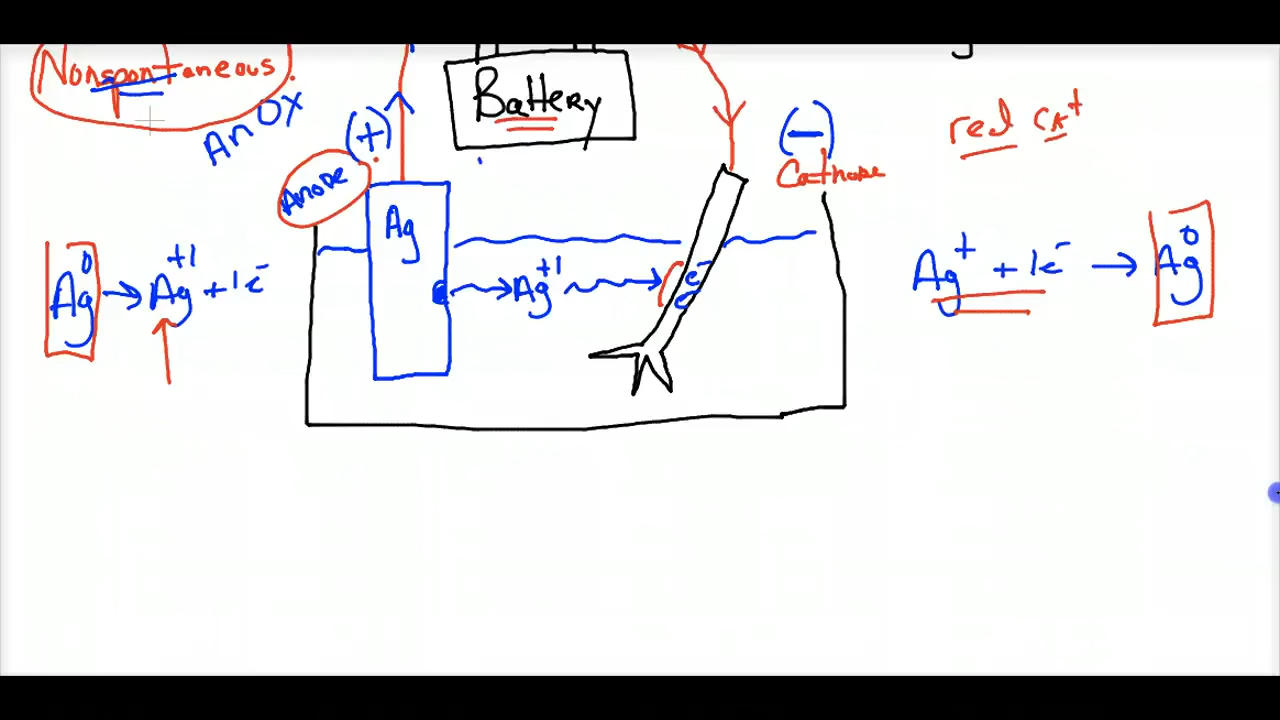 Nonspontaneous
An OX
Battery
(+)
(−)
red cat
Anode
Cathode
Ag
Ag⁰ → Ag⁺¹ + 1e⁻
Ag⁺¹
e⁻
e
Ag⁺ + 1e⁻ → Ag⁰